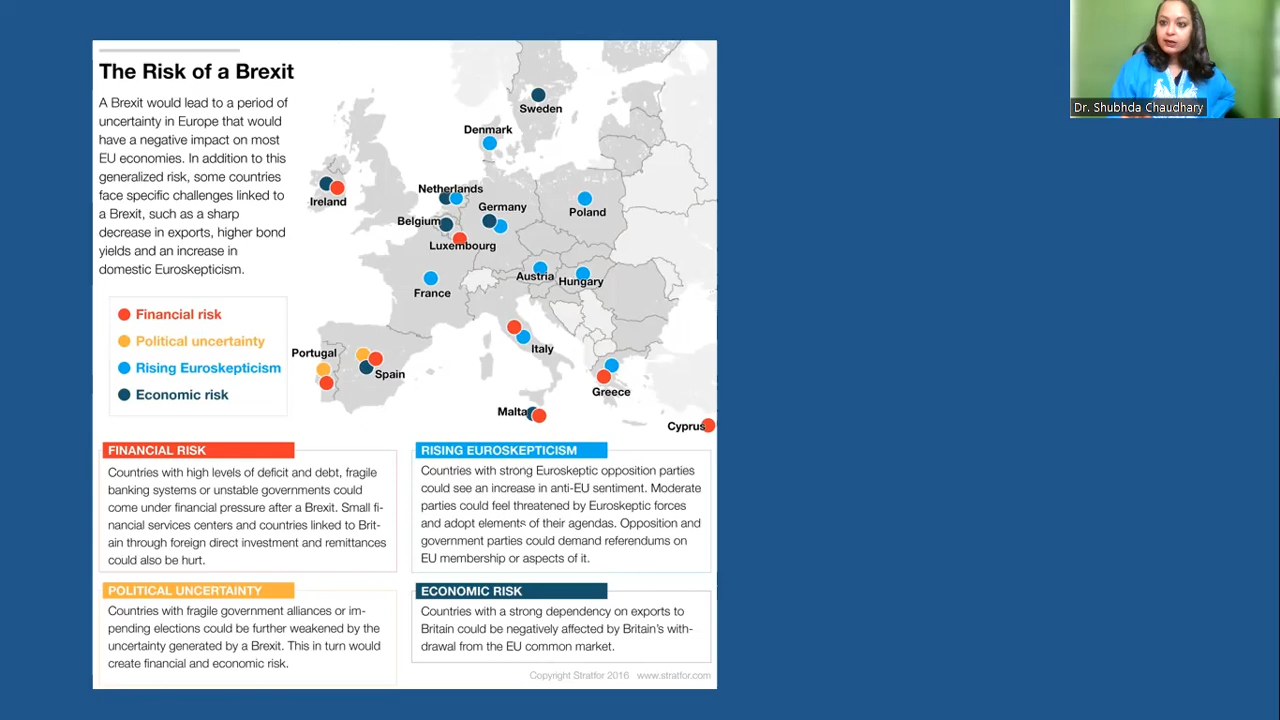 The Risk of a Brexit
A Brexit would lead to a period of
uncertainty in Europe that would
have a negative impact on most
EU economies. In addition to this
generalized risk, some countries
face specific challenges linked to
a Brexit, such as a sharp
decrease in exports, higher bond
yields and an increase in
domestic Euroskepticism.
Financial risk
Political uncertainty
Rising Euroskepticism
Economic risk
Sweden
Denmark
Netherlands
Ireland
Germany
Poland
Belgium
Luxembourg
Austria
Hungary
France
Portugal
Italy
Spain
Greece
Malta
Cyprus
FINANCIAL RISK
Countries with high levels of deficit and debt, fragile
banking systems or unstable governments could
come under financial pressure after a Brexit. Small fi-
nancial services centers and countries linked to Brit-
ain through foreign direct investment and remittances
could also be hurt.
RISING EUROSKEPTICISM
Countries with strong Euroskeptic opposition parties
could see an increase in anti-EU sentiment. Moderate
parties could feel threatened by Euroskeptic forces
and adopt elements of their agendas. Opposition and
government parties could demand referendums on
EU membership or aspects of it.
POLITICAL UNCERTAINTY
Countries with fragile government alliances or im-
pending elections could be further weakened by the
uncertainty generated by a Brexit. This in turn would
create financial and economic risk.
ECONOMIC RISK
Countries with a strong dependency on exports to
Britain could be negatively affected by Britain's with-
drawal from the EU common market.
Copyright Stratfor 2016 www.stratfor.com
Dr. Shubhda Chaudhary